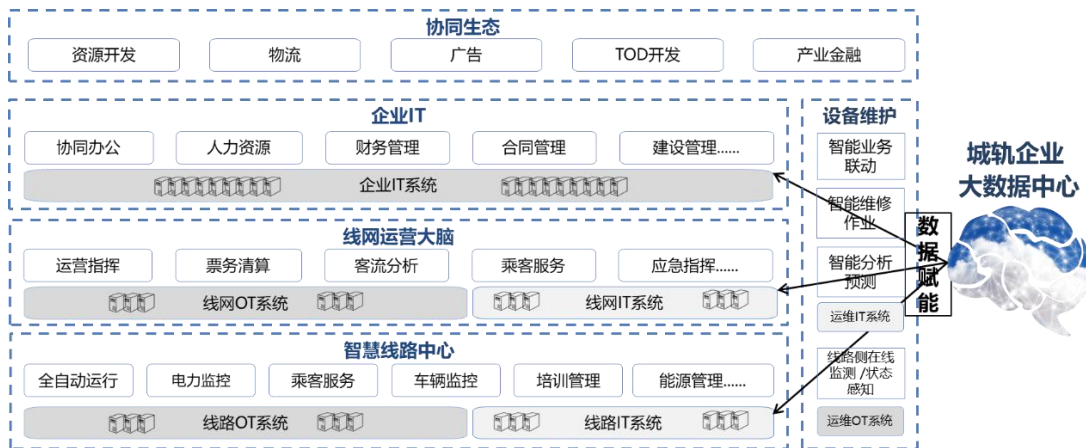 协同生态
资源开发
物流
广告
TOD开发
产业金融
企业IT
协同办公
人力资源
财务管理
合同管理
建设管理......
企业IT系统
线网运营大脑
运营指挥
票务清算
客流分析
乘客服务
应急指挥......
线网OT系统
线网IT系统
智慧线路中心
全自动运行
电力监控
乘客服务
车辆监控
培训管理
能源管理......
线路OT系统
线路IT系统
设备维护
智能业务
联动
智能维修
作业
智能分析
预测
运维IT系统
线路侧在线
监测 /状态
感知
运维OT系统
数据赋能
城轨企业
大数据中心